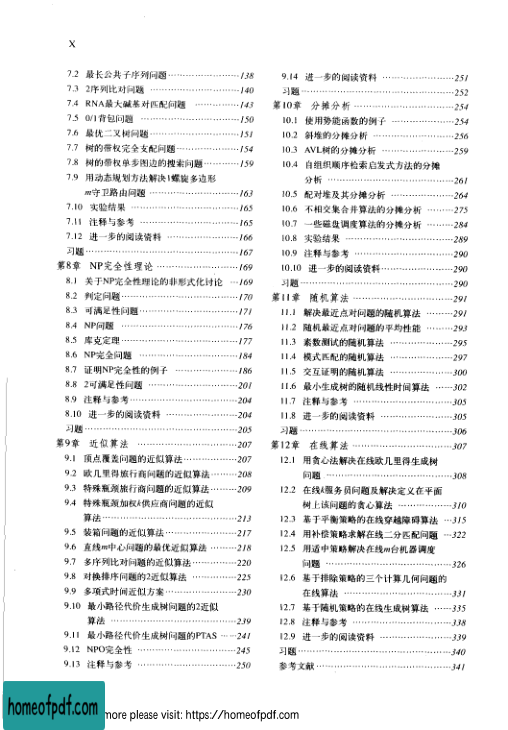 X
7.2 最长公共子序列问题 ……………………138
7.3 2序列比对问题 ……………………140
7.4 RNA最大碱基对匹配问题 ……………143
7.5 0/1背包问题 ……………………150
7.6 最优二叉树问题 ……………………151
7.7 树的带权完全支配问题 ……………………154
7.8 树的带权单步图边的搜索问题 …………159
7.9 用动态规划方法解决1螺旋多边形
m守卫路由问题 ……………………163
7.10 实验结果 ……………………165
7.11 注释与参考 ……………………165
7.12 进一步的阅读资料 ……………………166
习题 ……………………167
第8章 NP完全性理论 ……………………169
8.1 关于NP完全性理论的非形式化讨论 …169
8.2 判定问题 ……………………170
8.3 可满足性问题 ……………………171
8.4 NP问题 ……………………176
8.5 库克定理 ……………………177
8.6 NP完全问题 ……………………184
8.7 证明NP完全性的例子 ……………………186
8.8 2可满足性问题 ……………………201
8.9 注释与参考 ……………………204
8.10 进一步的阅读资料 ……………………204
习题 ……………………205
第9章 近似算法 ……………………207
9.1 顶点覆盖问题的近似算法 ……………207
9.2 欧几里得旅行商问题的近似算法 ………208
9.3 特殊瓶颈旅行商问题的近似算法 ………209
9.4 特殊瓶颈加权k供应商问题的近似
算法 ……………………213
9.5 装箱问题的近似算法 ……………………217
9.6 直线m中心问题的最优近似算法 ………218
9.7 多序列比对问题的近似算法 ……………220
9.8 对换排序问题的2近似算法 ……………225
9.9 多项式时间近似方案 ……………………230
9.10 最小路径代价生成树问题的2近似
算法 ……………………239
9.11 最小路径代价生成树问题的PTAS ……241
9.12 NPO完全性 ……………………245
9.13 注释与参考 ……………………250
9.14 进一步的阅读资料 ……………………251
习题 ……………………252
第10章 分摊分析 ……………………254
10.1 使用势能函数的例子 ……………………254
10.2 斜堆的分摊分析 ……………………256
10.3 AVL树的分摊分析 ……………………259
10.4 自组织顺序检索启发式方法的分摊
分析 ……………………261
10.5 配对堆及其分摊分析 ……………………264
10.6 不相交集合并算法的分摊分析 ………275
10.7 一些磁盘调度算法的分摊分析 ………284
10.8 实验结果 ……………………289
10.9 注释与参考 ……………………290
10.10 进一步的阅读资料 ……………………290
习题 ……………………290
第11章 随机算法 ……………………291
11.1 解决最近点对问题的随机算法 ………291
11.2 随机最近点对问题的平均性能 ………293
11.3 素数测试的随机算法 ……………………295
11.4 模式匹配的随机算法 ……………………297
11.5 交互证明的随机算法 ……………………300
11.6 最小生成树的随机线性时间算法 ……302
11.7 注释与参考 ……………………305
11.8 进一步的阅读资料 ……………………305
习题 ……………………306
第12章 在线算法 ……………………307
12.1 用贪心法解决在线欧几里得生成树
问题 ……………………308
12.2 在线k服务员问题及解决定义在平面
树上该问题的贪心算法 ……………………310
12.3 基于平衡策略的在线穿越障碍算法 …315
12.4 用补偿策略求解在线二分匹配问题 …322
12.5 用适中策略解决在线m台机器调度
问题 ……………………326
12.6 基于排除策略的三个计算几何问题的
在线算法 ……………………331
12.7 基于随机策略的在线生成树算法 ……335
12.8 注释与参考 ……………………338
12.9 进一步的阅读资料 ……………………339
习题 ……………………340
参考文献 ……………………341
homeofpdf.com
more please visit: https://homeofpdf.com